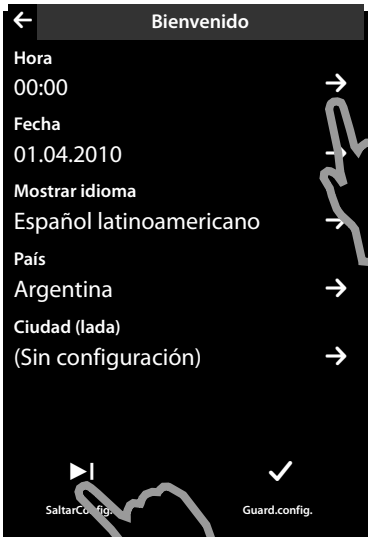 Bienvenido
Hora
00:00
Fecha
01.04.2010
Mostrar idioma
Español latinoamericano
País
Argentina
Ciudad (lada)
(Sin configuración)
SaltarConfig.
Guard.config.